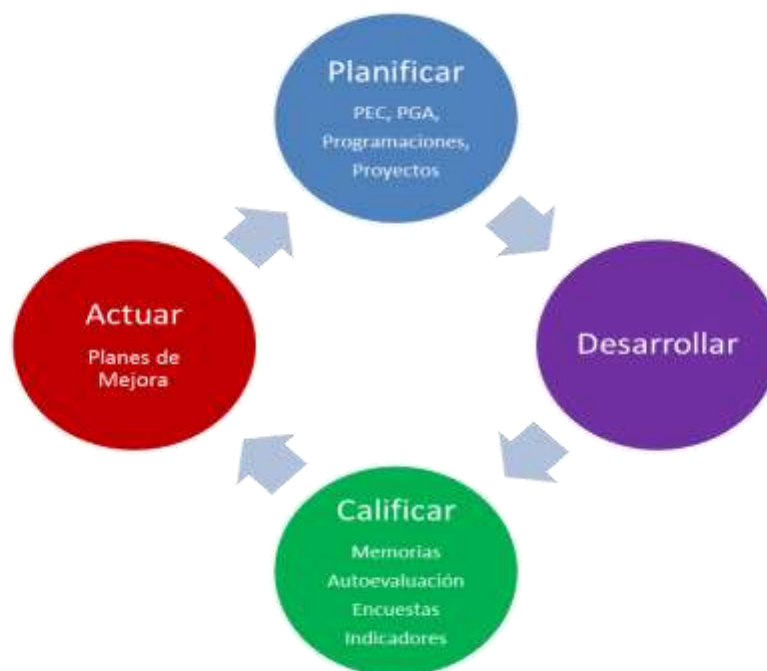 Planificar
PEC, PGA,
Programaciones,
Proyectos
Desarrollar
Calificar
Memorias
Autoevaluación
Encuestas
Indicadores
Actuar
Planes de
Mejora